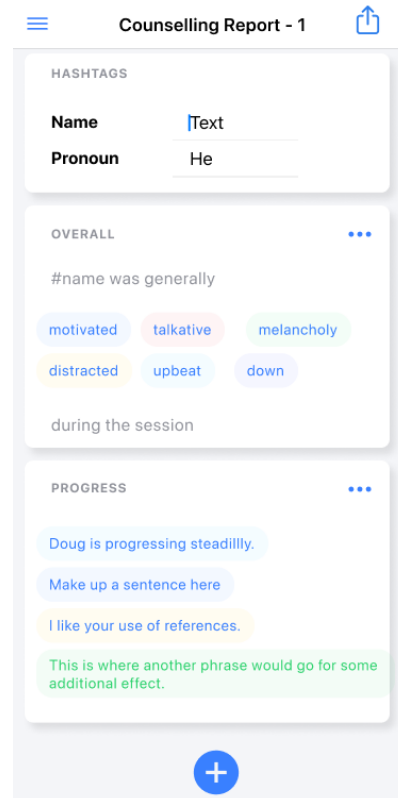 Counselling Report - 1
HASHTAGS
Name Text
Pronoun He
OVERALL
#name was generally
motivated talkative melancholy
distracted upbeat down
during the session
PROGRESS
Doug is progressing steadillly.
Make up a sentence here
I like your use of references.
This is where another phrase would go for some
additional effect.